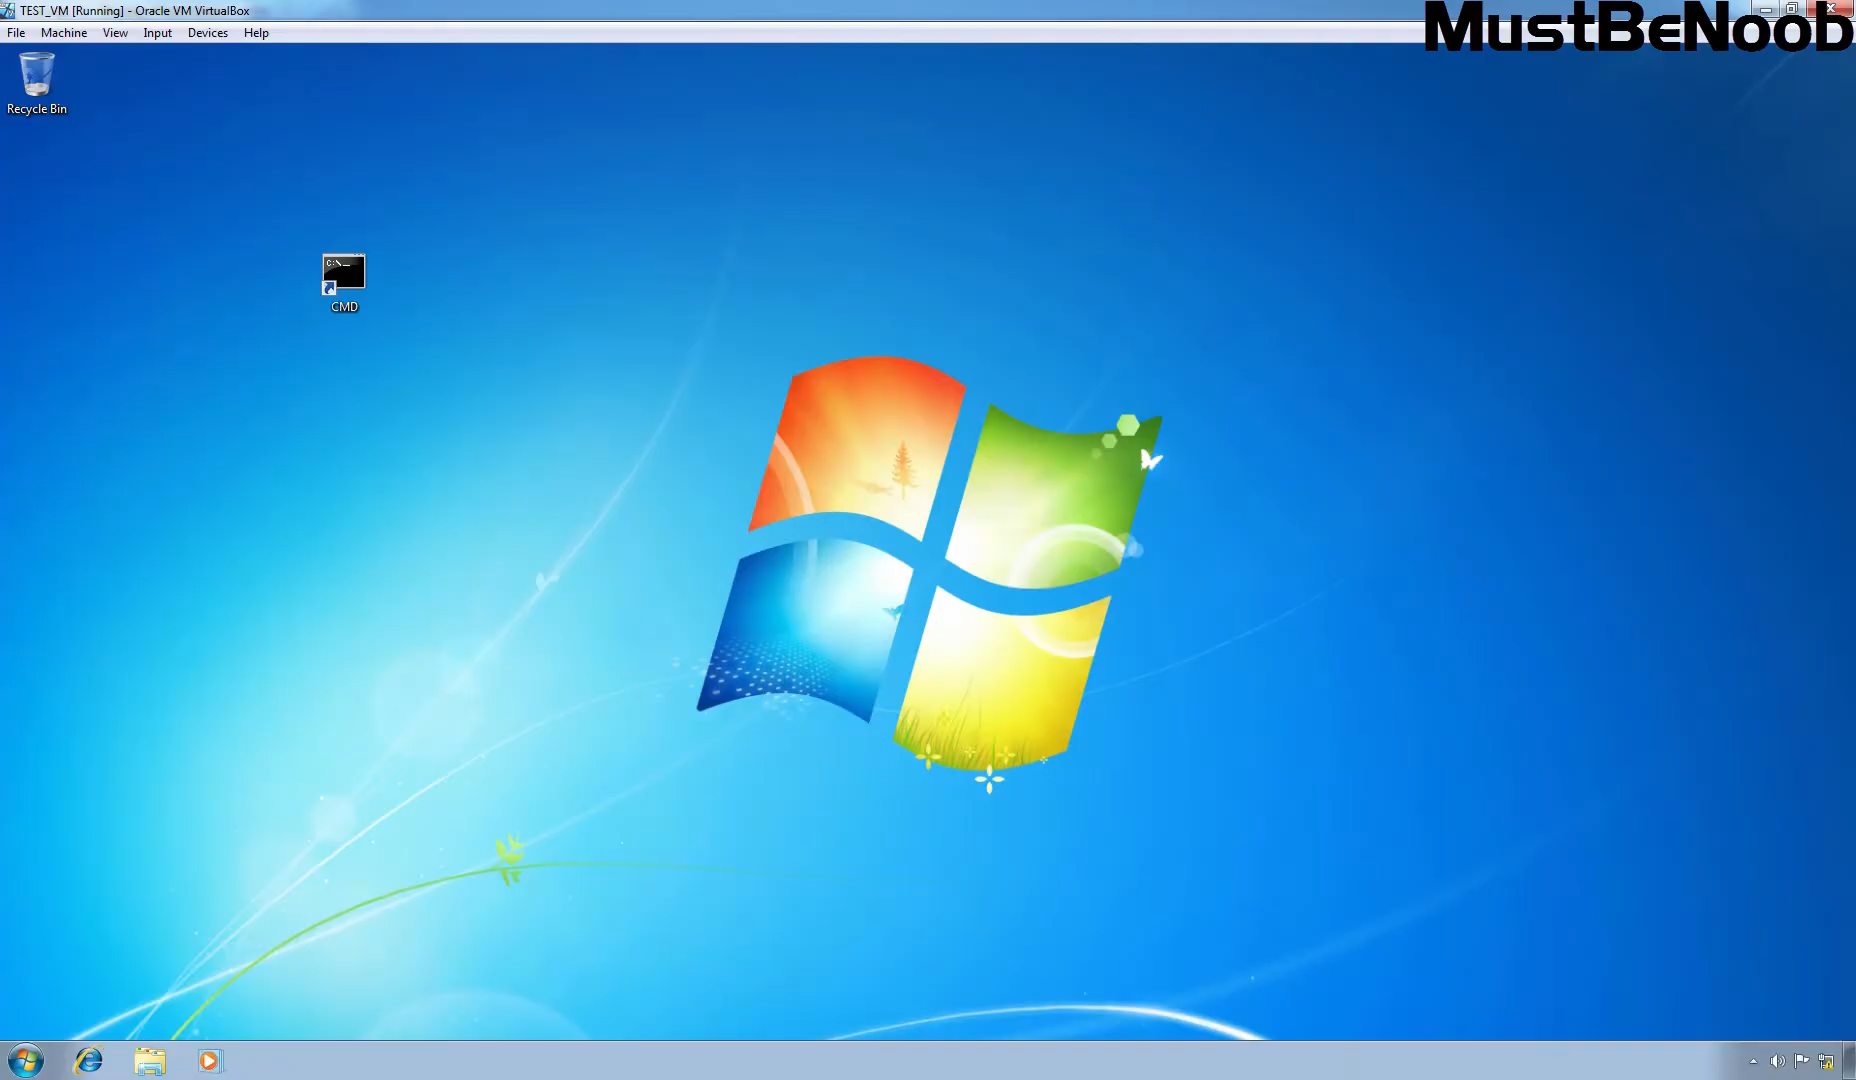 TEST_VM [Running] - Oracle VM VirtualBox
File Machine View Input Devices Help
MustBeNoob
Recycle Bin
C:\_
CMD